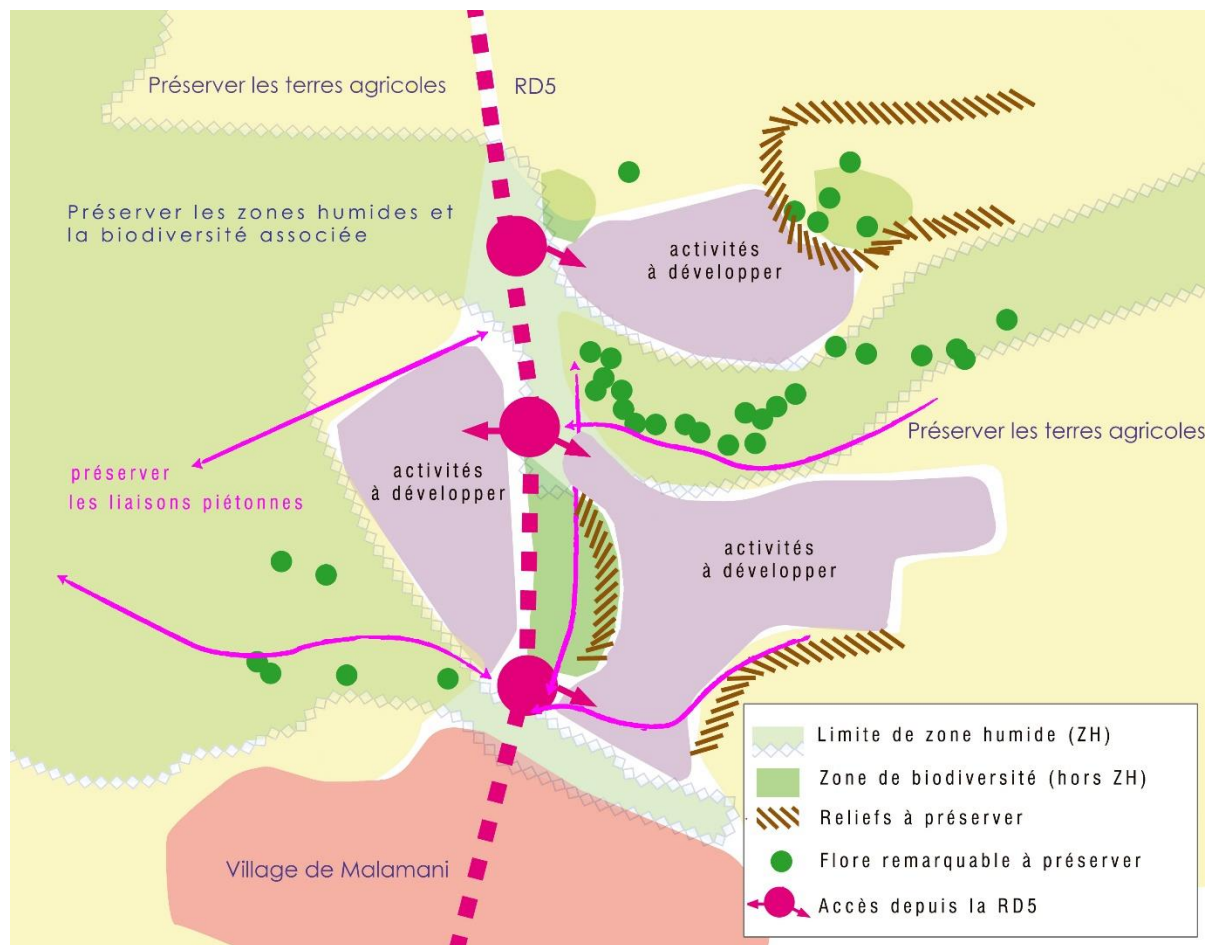 Préserver les terres agricoles
RD5
Préserver les zones humides et
la biodiversité associée
activités
à développer
Préserver les terres agricoles
préserver
les liaisons piétonnes
activités
à développer
activités
à développer
Limite de zone humide (ZH)
Zone de biodiversité (hors ZH)
Reliefs à préserver
Flore remarquable à préserver
Accès depuis la RD5
Village de Malamani